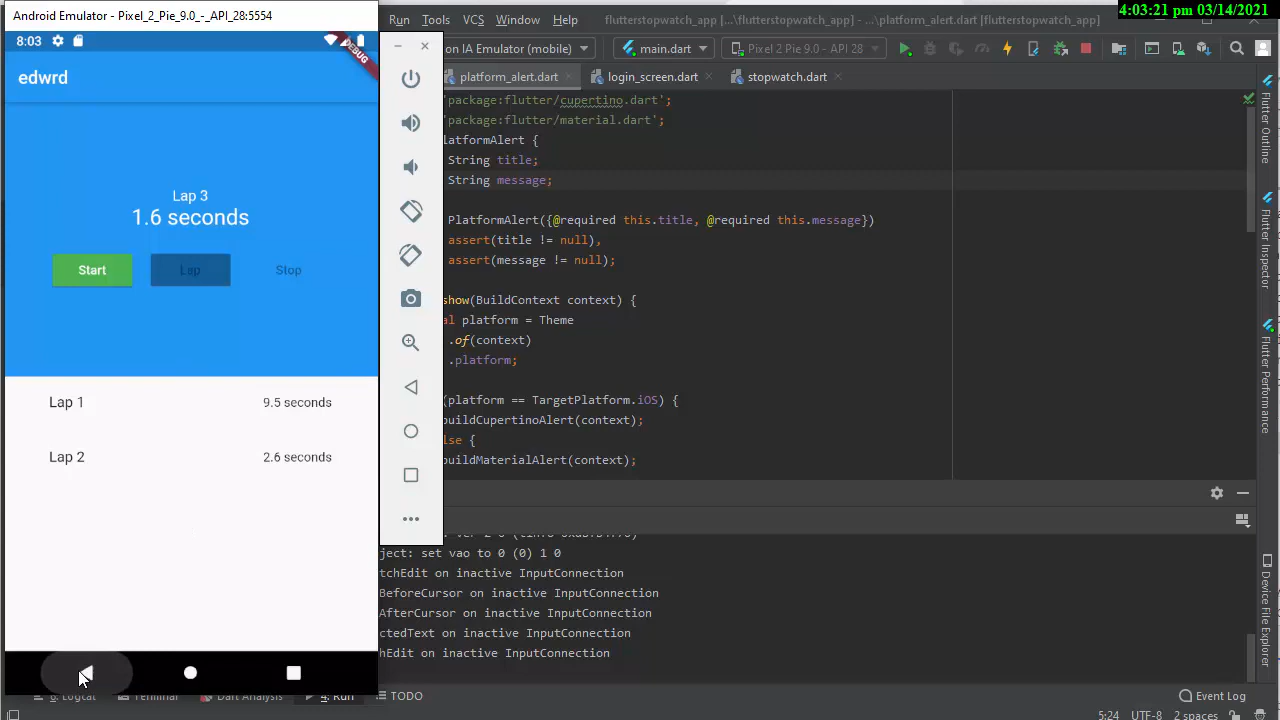 Android Emulator - Pixel_2_Pie_9.0_-_API_28:5554
8:03
DEBUG
edwrd
Lap 3
1.6 seconds
Start
Lap
Stop
Lap 1
9.5 seconds
Lap 2
2.6 seconds
Run Tools VCS Window Help
flutterstopwatch_app [...\flutterstopwatch_app] - ...\platform_alert.dart [flutterstopwatch_app]
4:03:21 pm 03/14/2021
on IA Emulator (mobile)
main.dart
Pixel 2 Pie 9.0 - API 28
platform_alert.dart
login_screen.dart
stopwatch.dart
'package:flutter/cupertino.dart';
'package:flutter/material.dart';
latformAlert {
String title;
String message;
PlatformAlert({@required this.title, @required this.message})
assert(title != null),
assert(message != null);
show(BuildContext context) {
al platform = Theme
.of(context)
.platform;
(platform == TargetPlatform.iOS) {
buildCupertinoAlert(context);
lse {
buildMaterialAlert(context);
ject: set vao to 0 (0) 1 0
tchEdit on inactive InputConnection
BeforeCursor on inactive InputConnection
AfterCursor on inactive InputConnection
ctedText on inactive InputConnection
hEdit on inactive InputConnection
Flutter Outline
Flutter Inspector
Flutter Performance
Device File Explorer
6: Logcat
Terminal
Dart Analysis
4: Run
TODO
Event Log
5:24 UTF-8 2 spaces